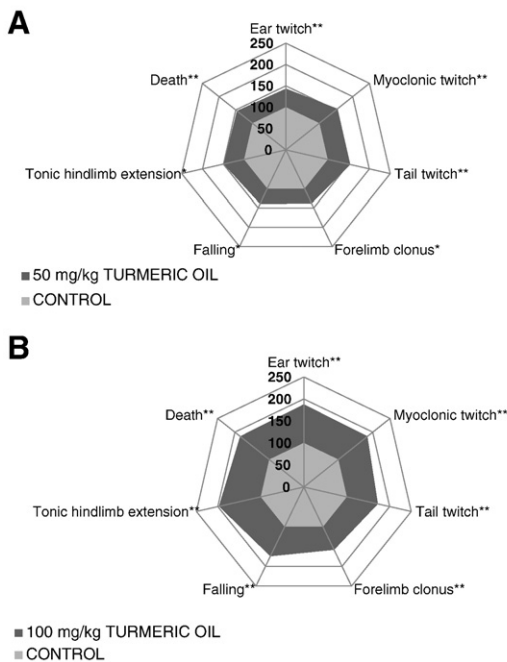 A
Ear twitch**
250
200
150
100
50
0
Death**
Myoclonic twitch**
Tonic hindlimb extension*
Tail twitch**
Falling*
Forelimb clonus*
50 mg/kg TURMERIC OIL
CONTROL
B
Ear twitch**
250
200
150
100
50
0
Death**
Myoclonic twitch**
Tonic hindlimb extension**
Tail twitch**
Falling**
Forelimb clonus**
100 mg/kg TURMERIC OIL
CONTROL